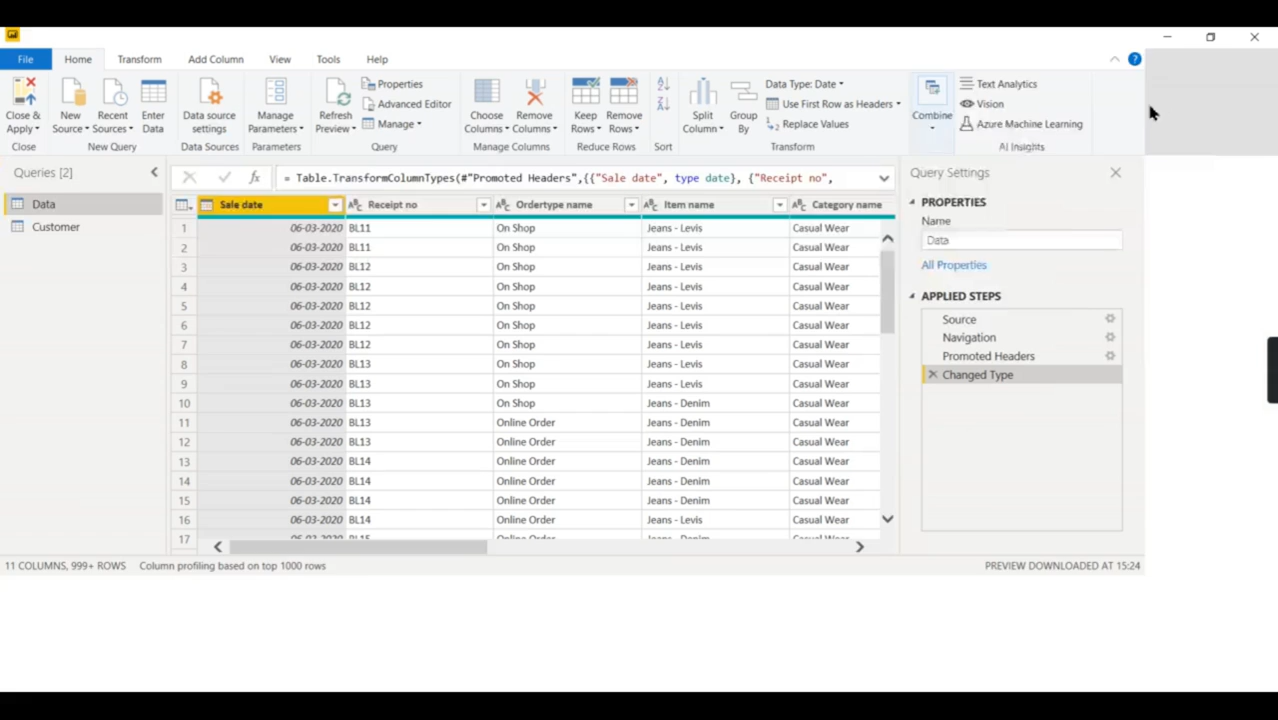 File Home Transform Add Column View Tools Help
Close & Apply
New Source
Recent Sources
Enter Data
Data source settings
Manage Parameters
Refresh Preview
Properties
Advanced Editor
Manage
Choose Columns
Remove Columns
Keep Rows
Remove Rows
Split Column
Group By
Data Type: Date
Use First Row as Headers
Replace Values
Combine
Text Analytics
Vision
Azure Machine Learning
Close New Query Data Sources Parameters Query Manage Columns Reduce Rows Sort Transform AI Insights
Queries [2]
Data
Customer
= Table.TransformColumnTypes(#"Promoted Headers",{{"Sale date", type date}, {"Receipt no",
Sale date Receipt no Ordertype name Item name Category name
1 06-03-2020 BL11 On Shop Jeans - Levis Casual Wear
2 06-03-2020 BL11 On Shop Jeans - Levis Casual Wear
3 06-03-2020 BL12 On Shop Jeans - Levis Casual Wear
4 06-03-2020 BL12 On Shop Jeans - Levis Casual Wear
5 06-03-2020 BL12 On Shop Jeans - Levis Casual Wear
6 06-03-2020 BL12 On Shop Jeans - Levis Casual Wear
7 06-03-2020 BL12 On Shop Jeans - Levis Casual Wear
8 06-03-2020 BL13 On Shop Jeans - Levis Casual Wear
9 06-03-2020 BL13 On Shop Jeans - Levis Casual Wear
10 06-03-2020 BL13 On Shop Jeans - Denim Casual Wear
11 06-03-2020 BL13 Online Order Jeans - Denim Casual Wear
12 06-03-2020 BL13 Online Order Jeans - Denim Casual Wear
13 06-03-2020 BL14 Online Order Jeans - Denim Casual Wear
14 06-03-2020 BL14 Online Order Jeans - Denim Casual Wear
15 06-03-2020 BL14 Online Order Jeans - Denim Casual Wear
16 06-03-2020 BL14 Online Order Jeans - Levis Casual Wear
17
Query Settings
PROPERTIES
Name
Data
All Properties
APPLIED STEPS
Source
Navigation
Promoted Headers
Changed Type
11 COLUMNS, 999+ ROWS Column profiling based on top 1000 rows PREVIEW DOWNLOADED AT 15:24